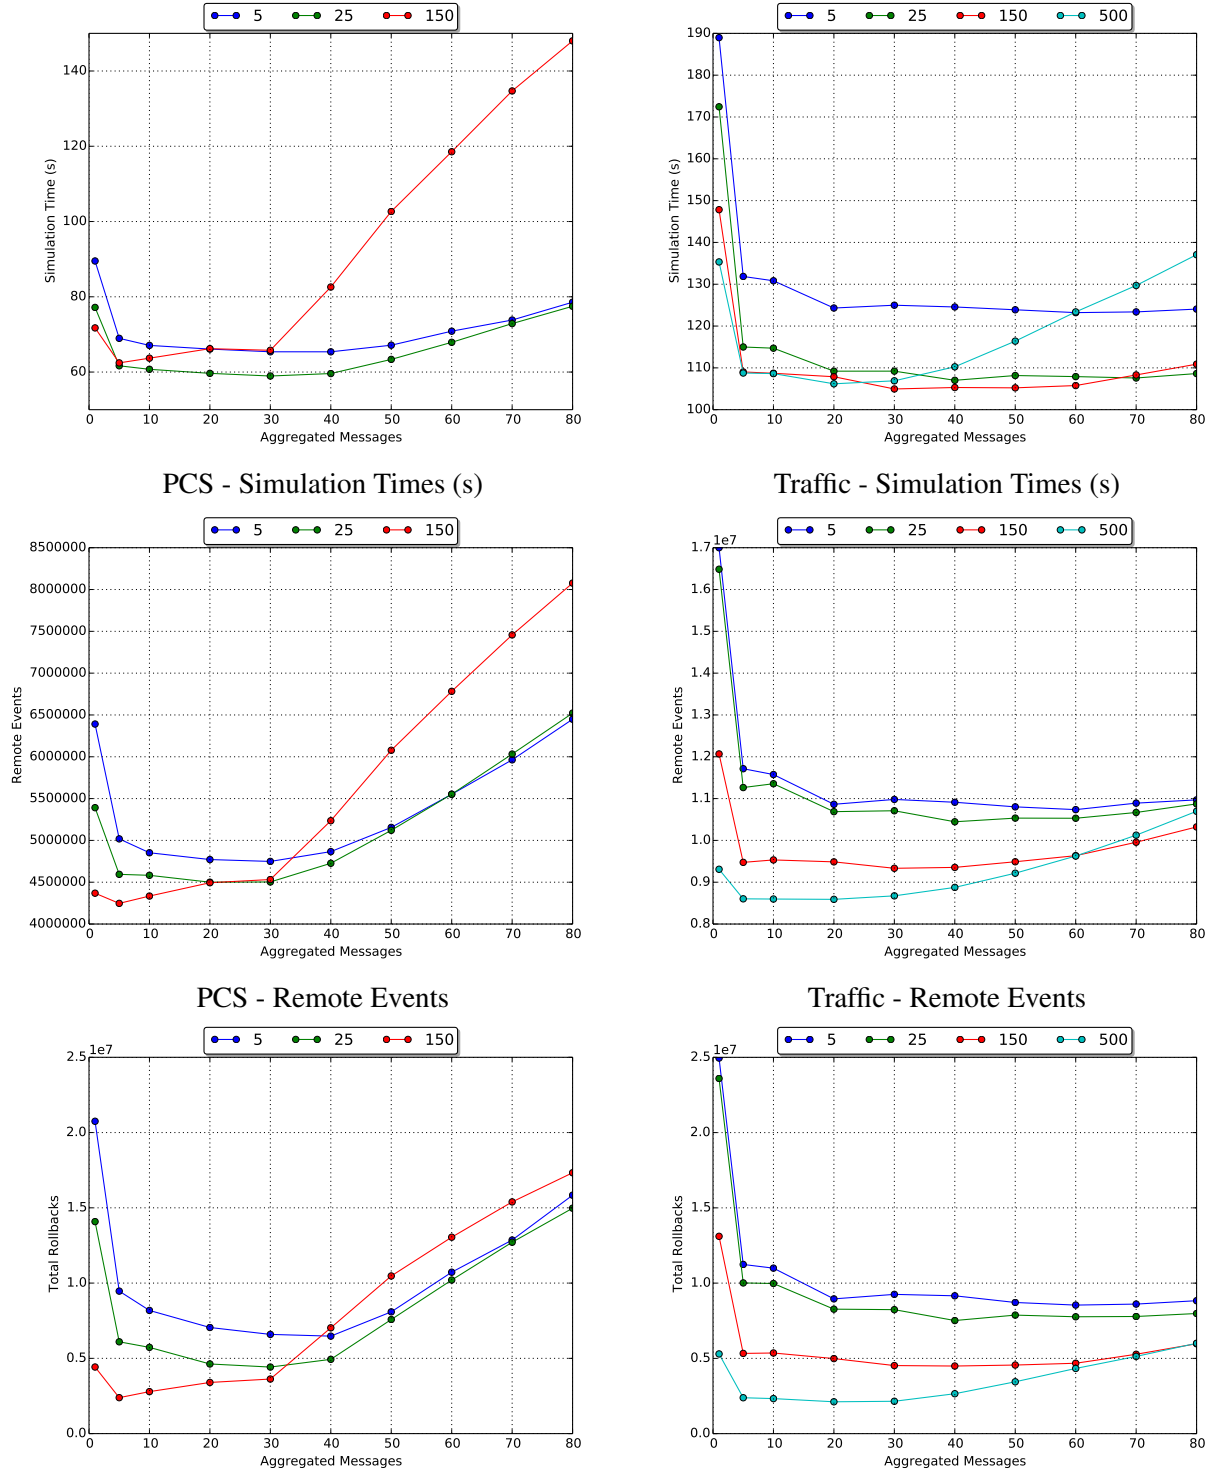 5 25 150
140
120
100
80
60
Simulation Time (s)
0 10 20 30 40 50 60 70 80
Aggregated Messages
PCS - Simulation Times (s)
5 25 150 500
190
180
170
160
150
140
130
120
110
100
Simulation Time (s)
0 10 20 30 40 50 60 70 80
Aggregated Messages
Traffic - Simulation Times (s)
5 25 150
8500000
8000000
7500000
7000000
6500000
6000000
5500000
5000000
4500000
4000000
Remote Events
0 10 20 30 40 50 60 70 80
Aggregated Messages
PCS - Remote Events
5 25 150 500
1e7
1.7
1.6
1.5
1.4
1.3
1.2
1.1
1.0
0.9
0.8
Remote Events
0 10 20 30 40 50 60 70 80
Aggregated Messages
Traffic - Remote Events
5 25 150
1e7
2.5
2.0
1.5
1.0
0.5
0.0
Total Rollbacks
0 10 20 30 40 50 60 70 80
Aggregated Messages
5 25 150 500
1e7
2.5
2.0
1.5
1.0
0.5
0.0
Total Rollbacks
0 10 20 30 40 50 60 70 80
Aggregated Messages